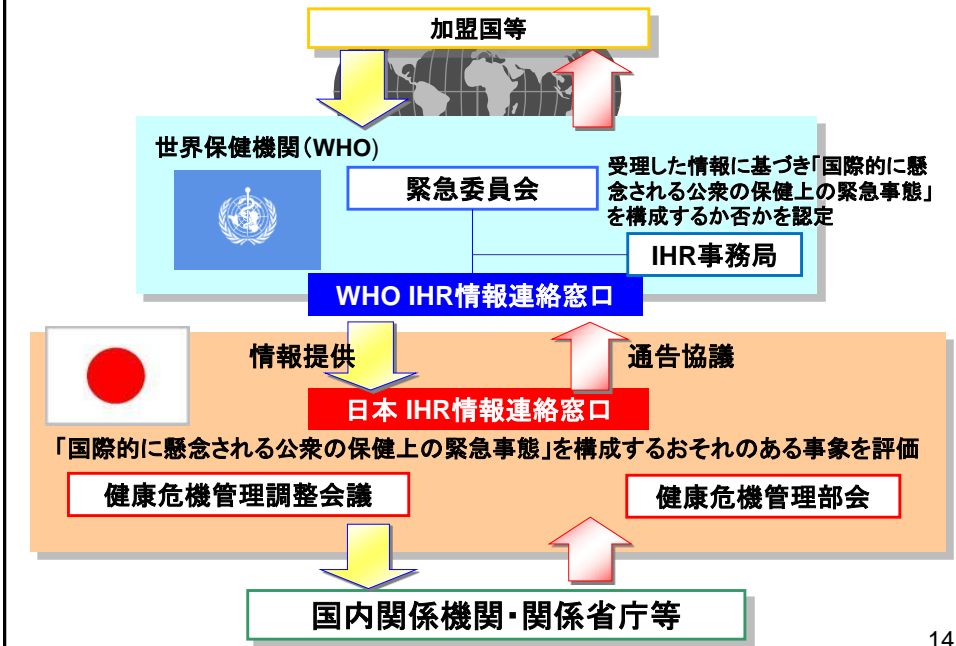 加盟国等
世界保健機関（WHO)
緊急委員会
受理した情報に基づき「国際的に懸
念される公衆の保健上の緊急事態」
を構成するか否かを認定
IHR事務局
WHO IHR情報連絡窓口
情報提供
通告協議
日本 IHR情報連絡窓口
「国際的に懸念される公衆の保健上の緊急事態」を構成するおそれのある事象を評価
健康危機管理調整会議
健康危機管理部会
国内関係機関・関係省庁等
14